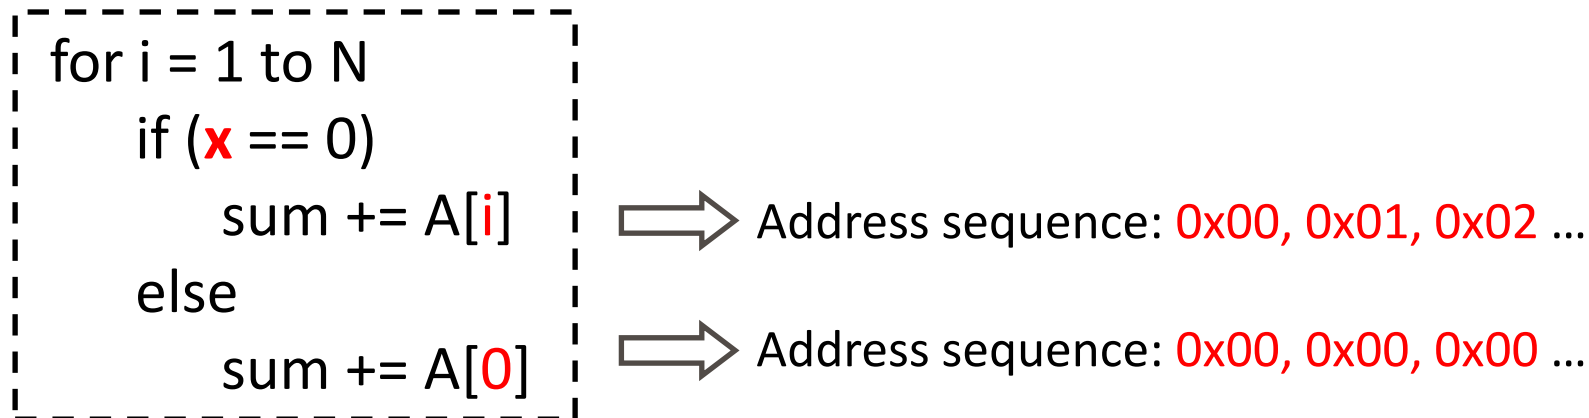 for i = 1 to N
if (x == 0)
sum += A[i]
Address sequence: 0x00, 0x01, 0x02 ...
else
sum += A[0]
Address sequence: 0x00, 0x00, 0x00 ...